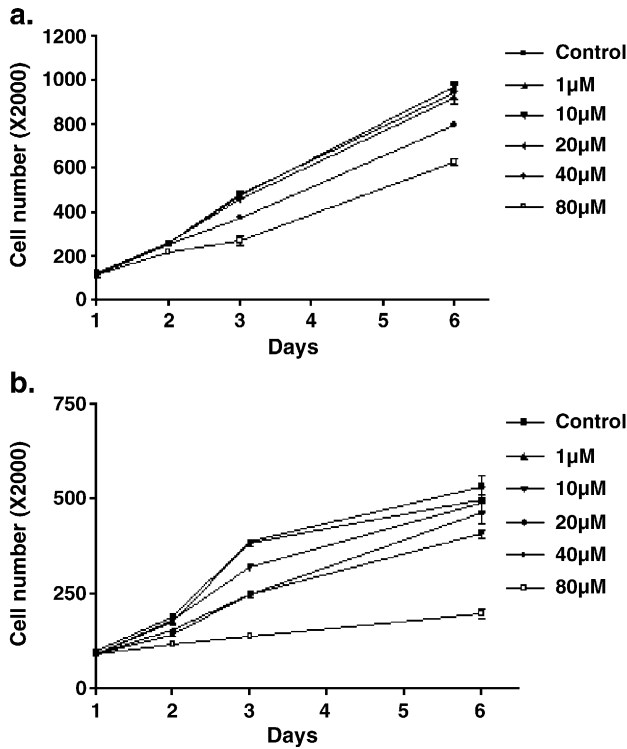 a.
1200
1000
800
600
400
200
0
Cell number (X2000)
1 2 3 4 5 6
Days
Control
1μM
10μM
20μM
40μM
80μM
b.
750
500
250
0
Cell number (X2000)
1 2 3 4 5 6
Days
Control
1μM
10μM
20μM
40μM
80μM